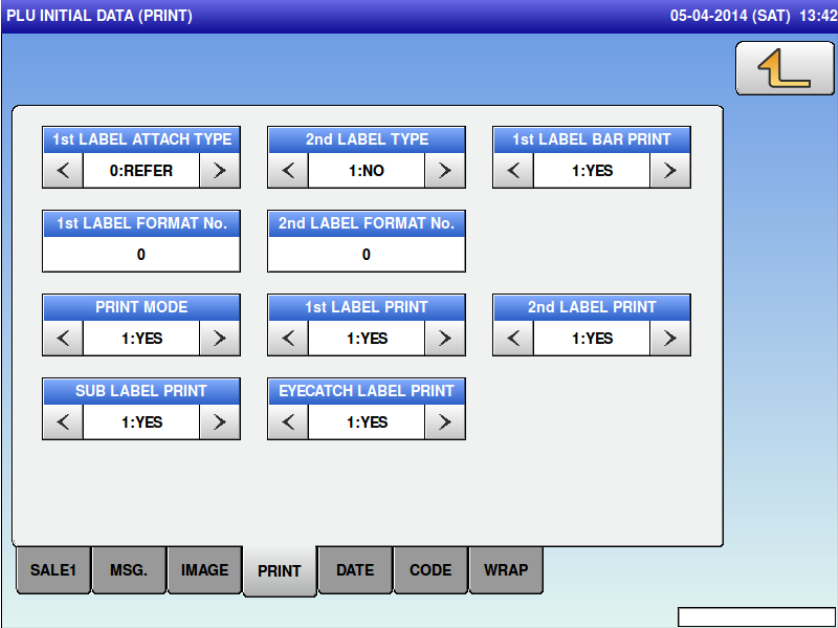 PLU INITIAL DATA (PRINT) 05-04-2014 (SAT) 13:42
1st LABEL ATTACH TYPE 2nd LABEL TYPE 1st LABEL BAR PRINT
0:REFER 1:NO 1:YES
1st LABEL FORMAT No. 2nd LABEL FORMAT No.
0 0
PRINT MODE 1st LABEL PRINT 2nd LABEL PRINT
1:YES 1:YES 1:YES
SUB LABEL PRINT EYECATCH LABEL PRINT
1:YES 1:YES
SALE1 MSG. IMAGE PRINT DATE CODE WRAP